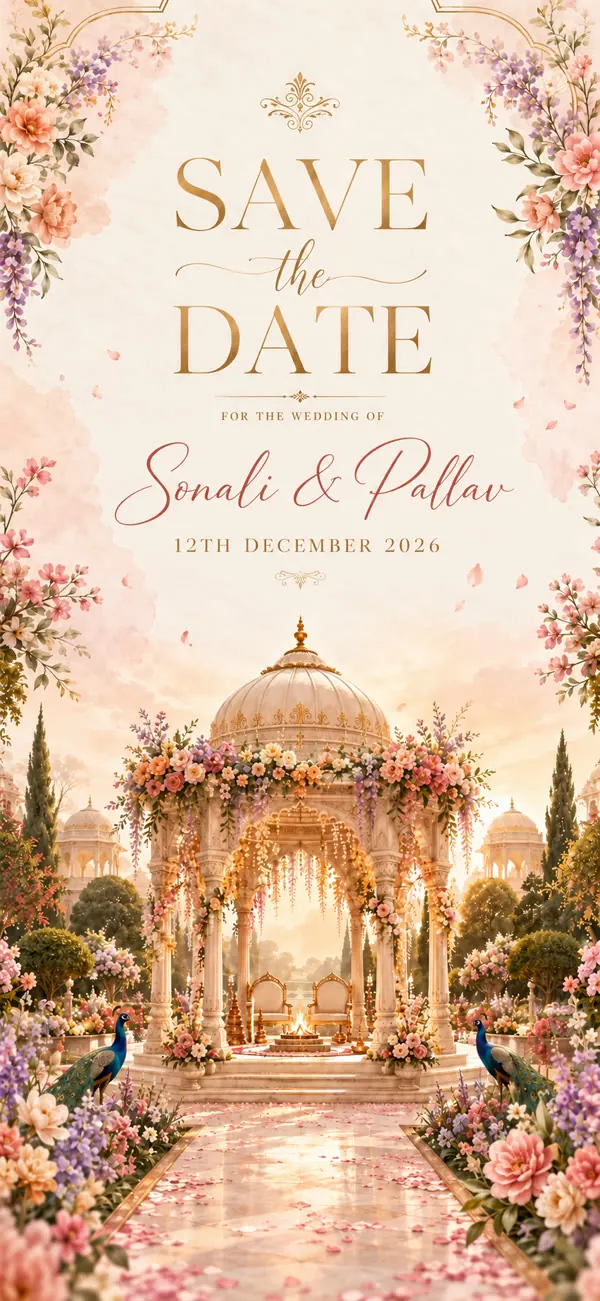 SAVE
the
DATE
FOR THE WEDDING OF
Sonali & Pallav
12TH DECEMBER 2026